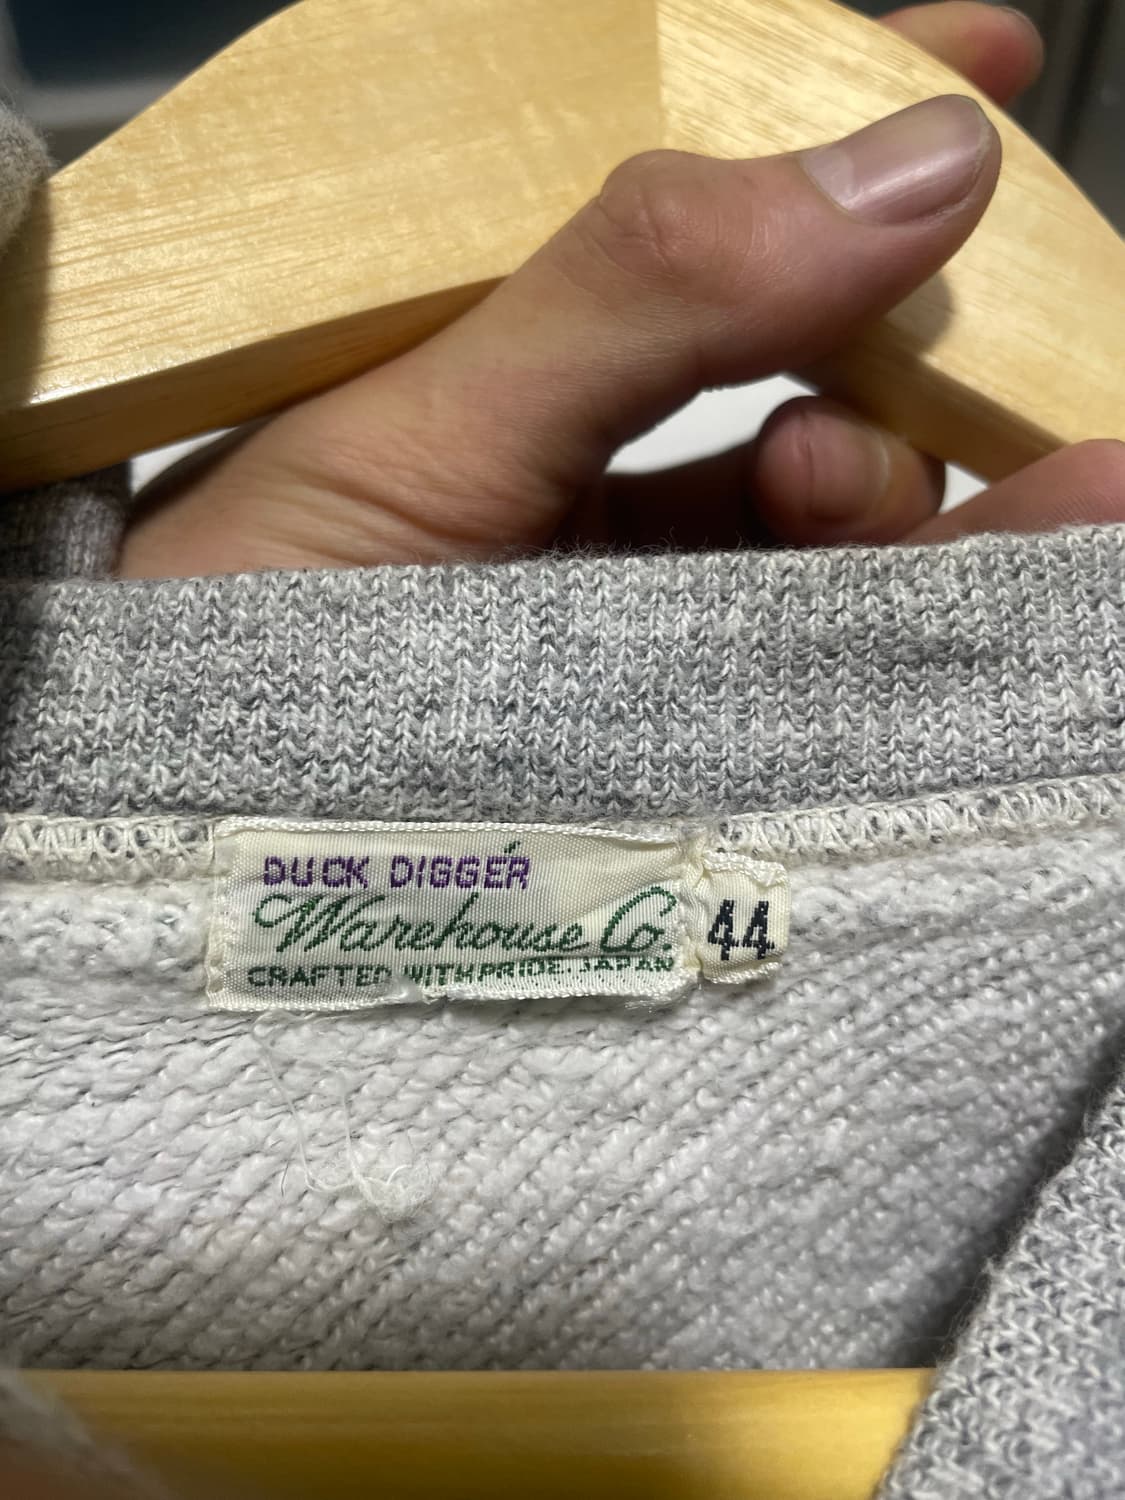 DUCK DIGGER
Warehouse Co.
CRAFTED WITH PRIDE. JAPAN
44